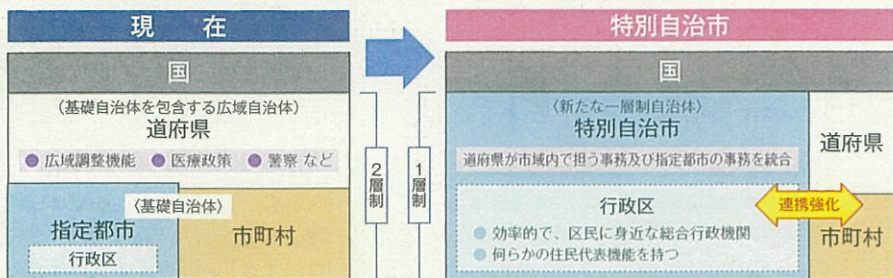 現在
国
（基礎自治体を包含する広域自治体）
道府県
● 広域調整機能 ● 医療政策 ● 警察 など
〈基礎自治体〉
指定都市
行政区
市町村
2層制
1層制
特別自治市
国
〈新たな一層制自治体〉
特別自治市
道府県が市域内で担う事務及び指定都市の事務を統合
行政区
● 効率的で、区民に身近な総合行政機関
● 何らかの住民代表機能を持つ
道府県
連携強化
市町村